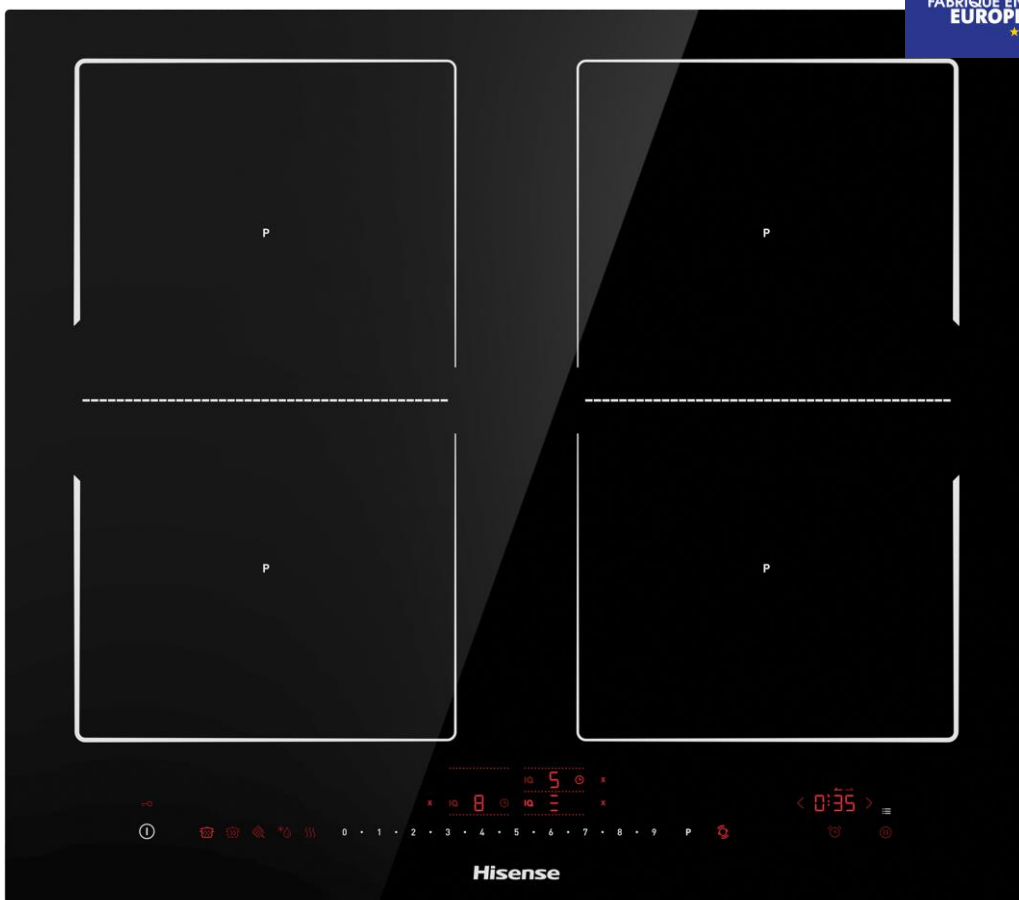 FABRIQUE EN
EUROPE
P
P
P
P
IQ 5
IQ 8 IQ
0:35
0 • 1 • 2 • 3 • 4 • 5 • 6 • 7 • 8 • 9 P
Hisense